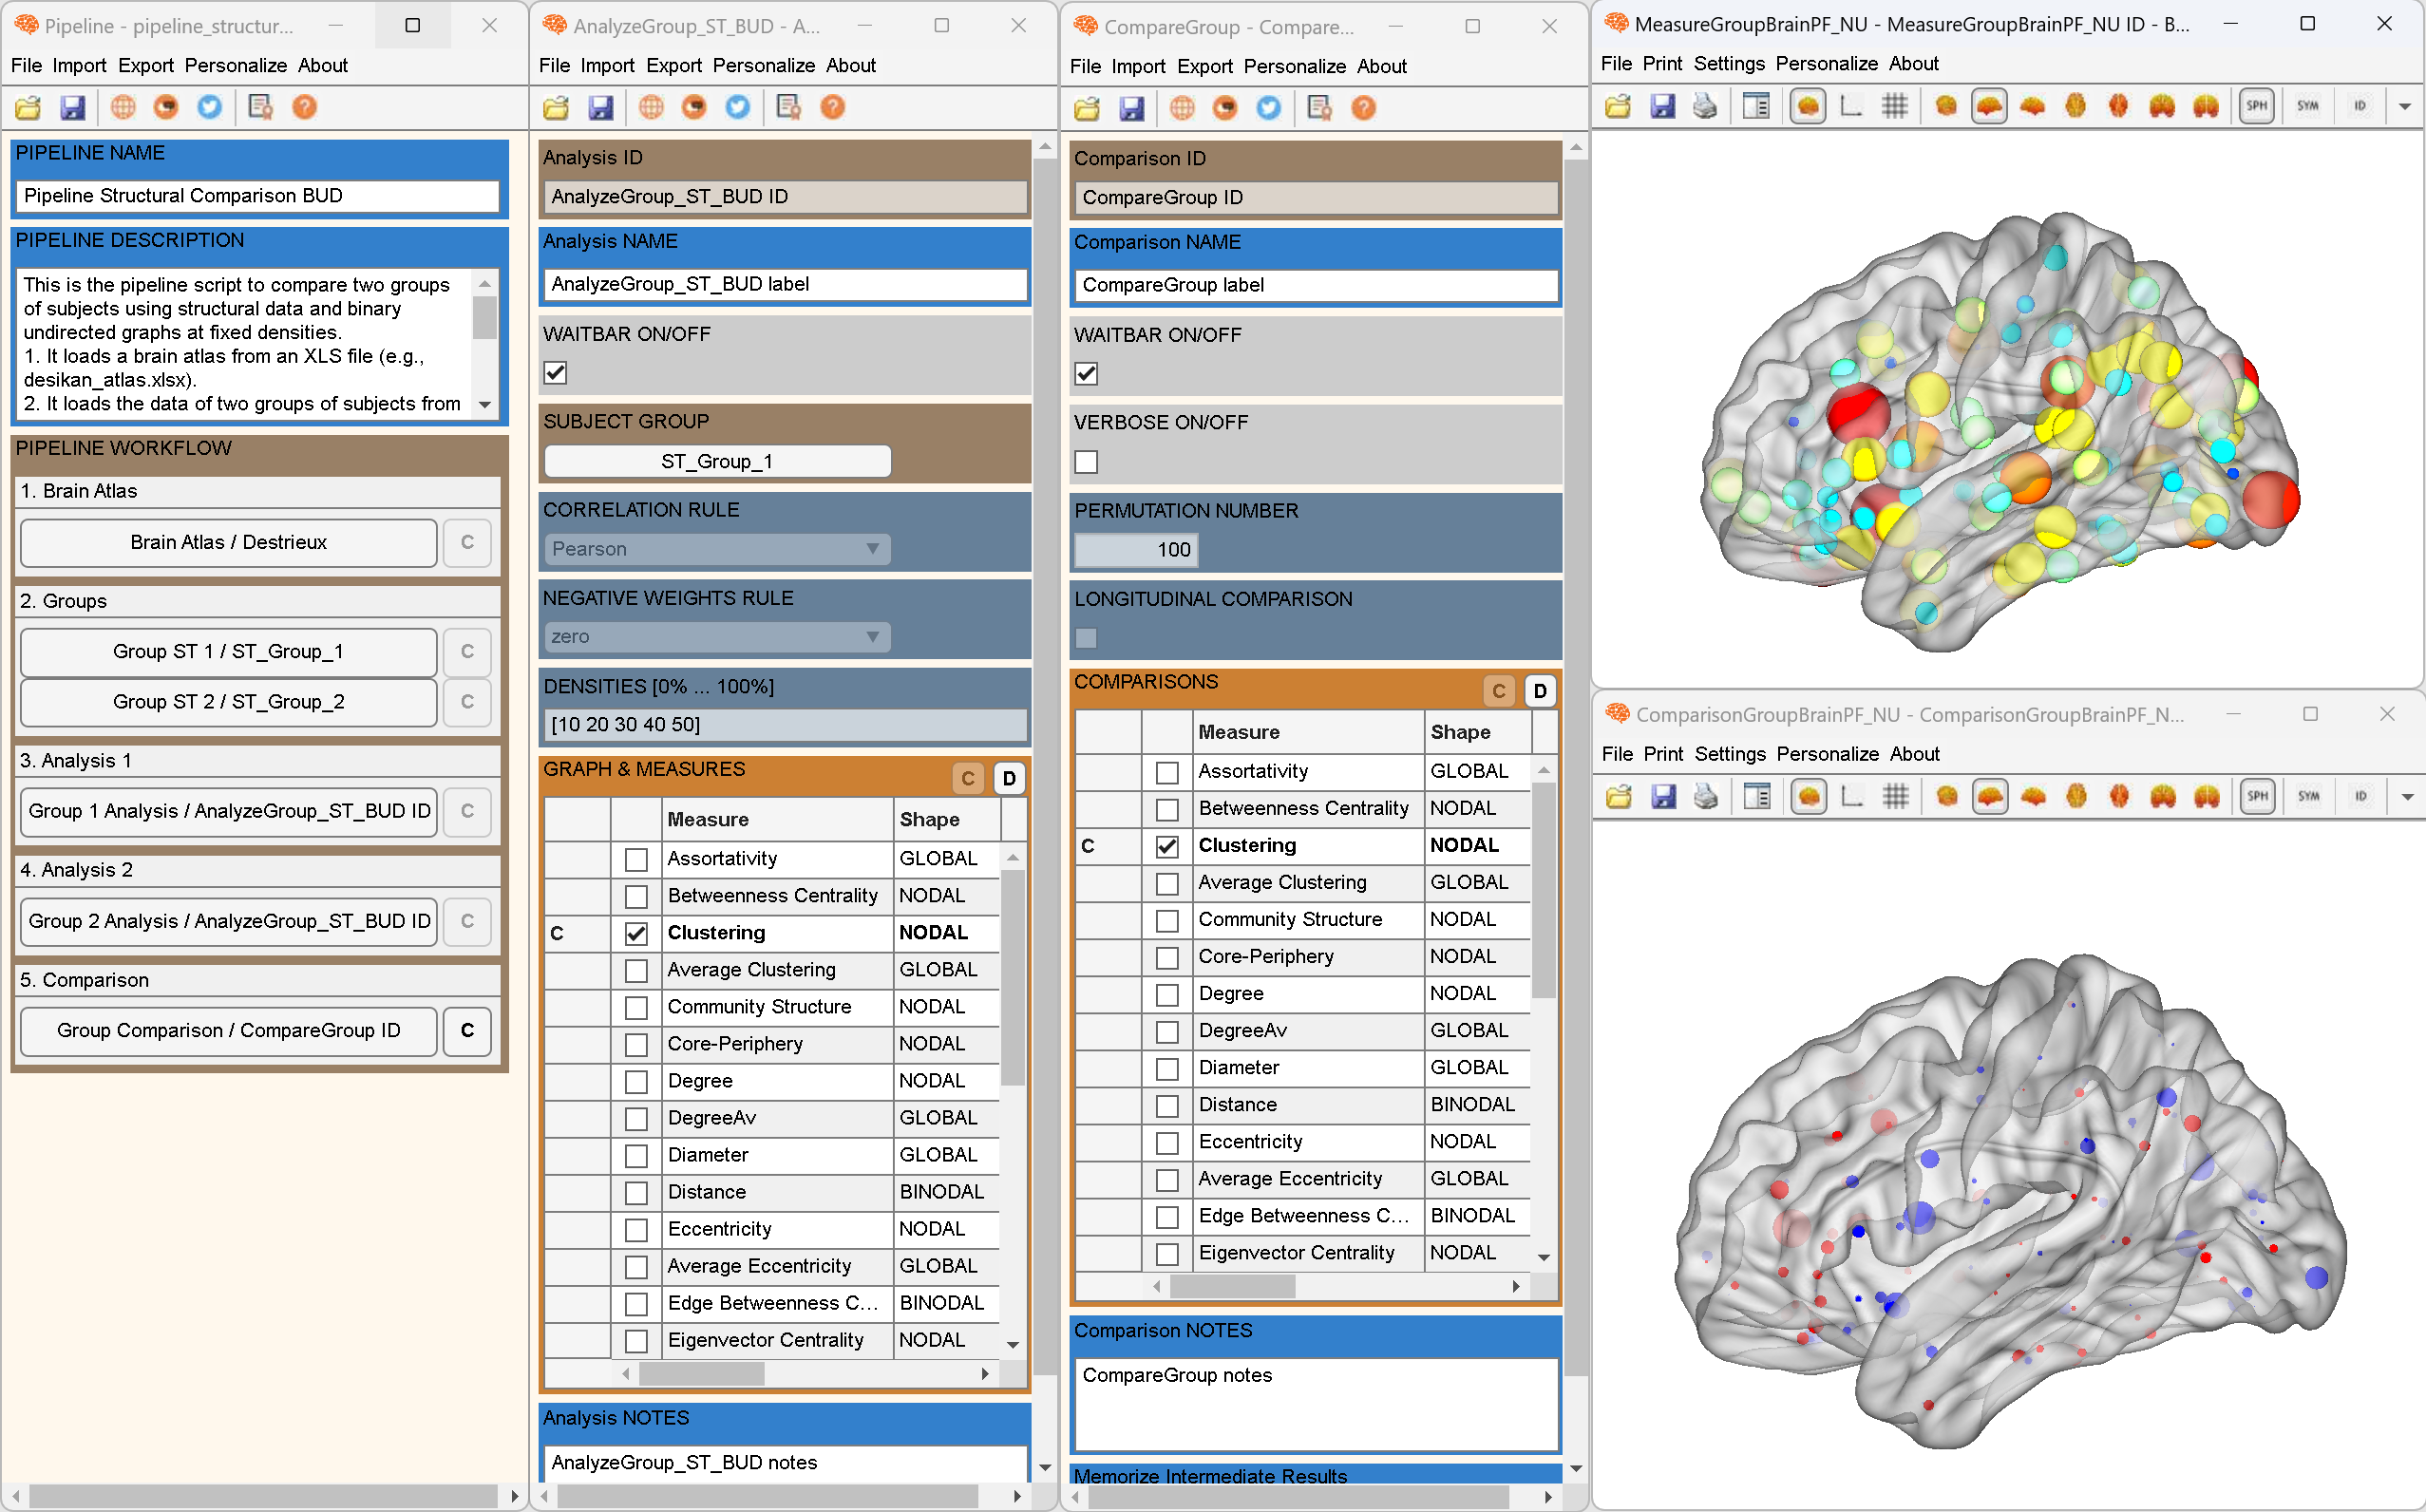 Pipeline - pipeline_structur...
File Import Export Personalize About
PIPELINE NAME
Pipeline Structural Comparison BUD
PIPELINE DESCRIPTION
This is the pipeline script to compare two groups
of subjects using structural data and binary
undirected graphs at fixed densities.
1. It loads a brain atlas from an XLS file (e.g.,
desikan_atlas.xlsx).
2. It loads the data of two groups of subjects from
PIPELINE WORKFLOW
1. Brain Atlas
Brain Atlas / Destrieux C
2. Groups
Group ST 1 / ST_Group_1 C
Group ST 2 / ST_Group_2 C
3. Analysis 1
Group 1 Analysis / AnalyzeGroup_ST_BUD ID C
4. Analysis 2
Group 2 Analysis / AnalyzeGroup_ST_BUD ID C
5. Comparison
Group Comparison / CompareGroup ID C
AnalyzeGroup_ST_BUD - A...
File Import Export Personalize About
Analysis ID
AnalyzeGroup_ST_BUD ID
Analysis NAME
AnalyzeGroup_ST_BUD label
WAITBAR ON/OFF
SUBJECT GROUP
ST_Group_1
CORRELATION RULE
Pearson
NEGATIVE WEIGHTS RULE
zero
DENSITIES [0% ... 100%]
[10 20 30 40 50]
GRAPH & MEASURES C D
Measure Shape
Assortativity GLOBAL
Betweenness Centrality NODAL
C Clustering NODAL
Average Clustering GLOBAL
Community Structure NODAL
Core-Periphery NODAL
Degree NODAL
DegreeAv GLOBAL
Diameter GLOBAL
Distance BINODAL
Eccentricity NODAL
Average Eccentricity GLOBAL
Edge Betweenness C... BINODAL
Eigenvector Centrality NODAL
Analysis NOTES
AnalyzeGroup_ST_BUD notes
CompareGroup - Compare...
File Import Export Personalize About
Comparison ID
CompareGroup ID
Comparison NAME
CompareGroup label
WAITBAR ON/OFF
VERBOSE ON/OFF
PERMUTATION NUMBER
100
LONGITUDINAL COMPARISON
COMPARISONS C D
Measure Shape
Assortativity GLOBAL
Betweenness Centrality NODAL
C Clustering NODAL
Average Clustering GLOBAL
Community Structure NODAL
Core-Periphery NODAL
Degree NODAL
DegreeAv GLOBAL
Diameter GLOBAL
Distance BINODAL
Eccentricity NODAL
Average Eccentricity GLOBAL
Edge Betweenness C... BINODAL
Eigenvector Centrality NODAL
Comparison NOTES
CompareGroup notes
Memorize Intermediate Results
MeasureGroupBrainPF_NU - MeasureGroupBrainPF_NU ID - B...
File Print Settings Personalize About
SPH SYM ID
ComparisonGroupBrainPF_NU - ComparisonGroupBrainPF_N...
File Print Settings Personalize About
SPH SYM ID